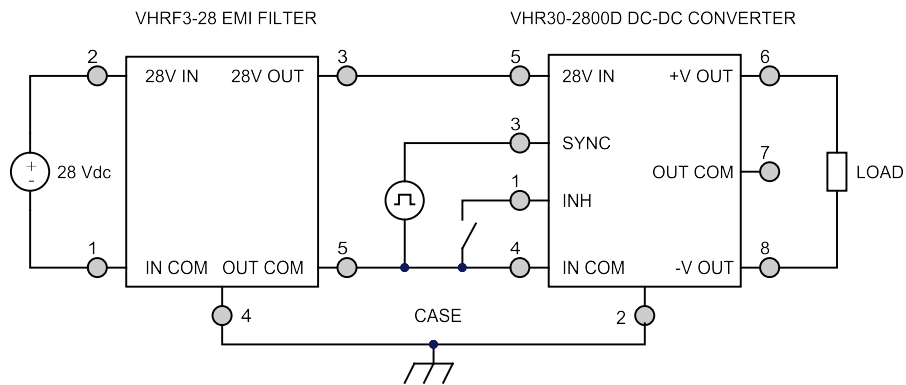 VHRF3-28 EMI FILTER
VHR30-2800D DC-DC CONVERTER
2
28V IN
28V OUT
3
5
28V IN
+V OUT
6
3
SYNC
+
-
28 Vdc
OUT COM
7
LOAD
1
INH
1
IN COM
OUT COM
5
4
IN COM
-V OUT
8
4
CASE
2